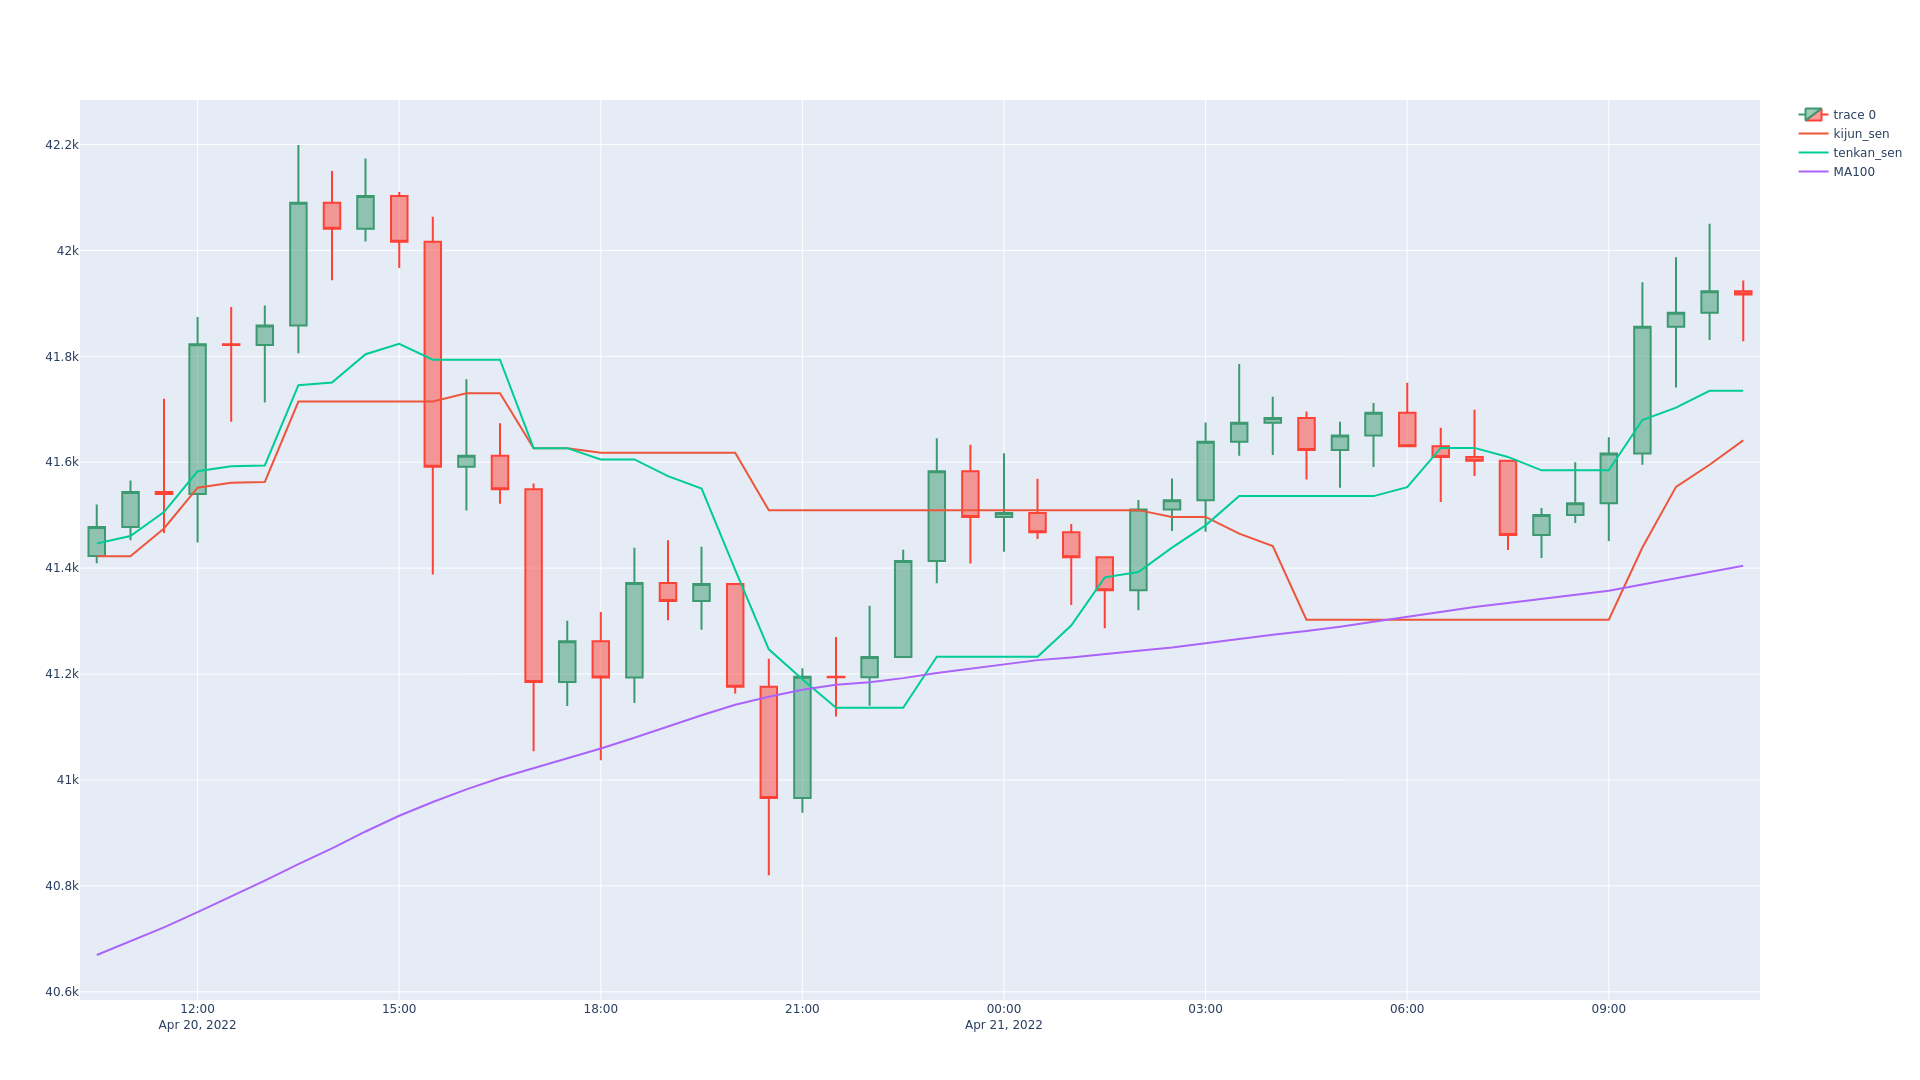 42.2k
42k
41.8k
41.6k
41.4k
41.2k
41k
40.8k
40.6k
12:00
Apr 20, 2022
15:00
18:00
21:00
00:00
Apr 21, 2022
03:00
06:00
09:00
trace 0
kijun_sen
tenkan_sen
MA100